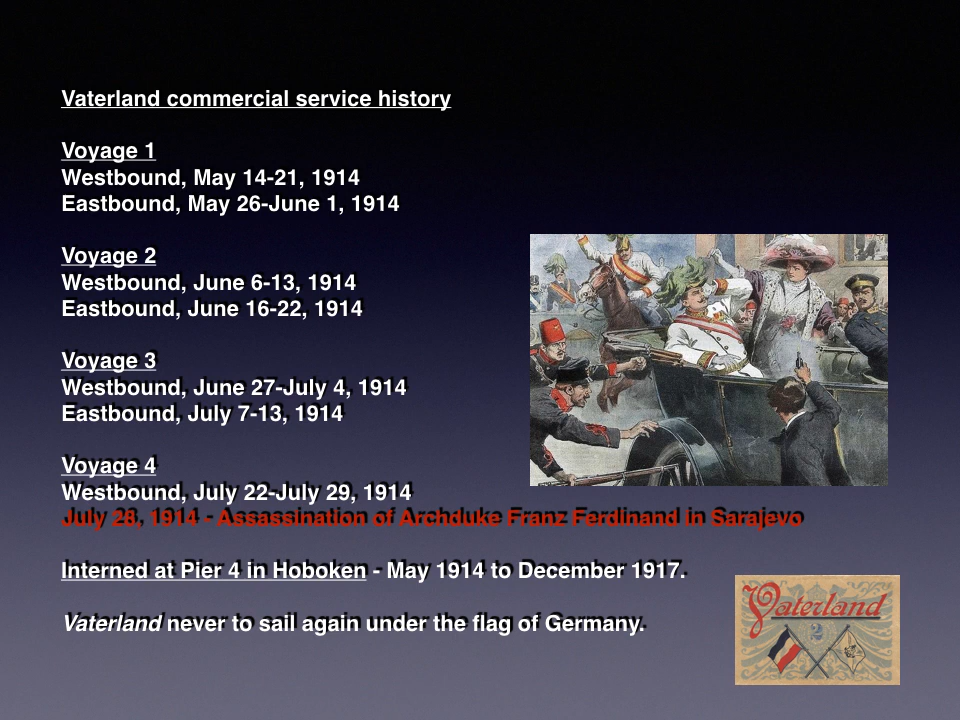 Vaterland commercial service history
Voyage 1
Westbound, May 14-21, 1914
Eastbound, May 26-June 1, 1914
Voyage 2
Westbound, June 6-13, 1914
Eastbound, June 16-22, 1914
Voyage 3
Westbound, June 27-July 4, 1914
Eastbound, July 7-13, 1914
Voyage 4
Westbound, July 22-July 29, 1914
July 28, 1914 - Assassination of Archduke Franz Ferdinand in Sarajevo
Interned at Pier 4 in Hoboken - May 1914 to December 1917.
Vaterland never to sail again under the flag of Germany.
Vaterland
2